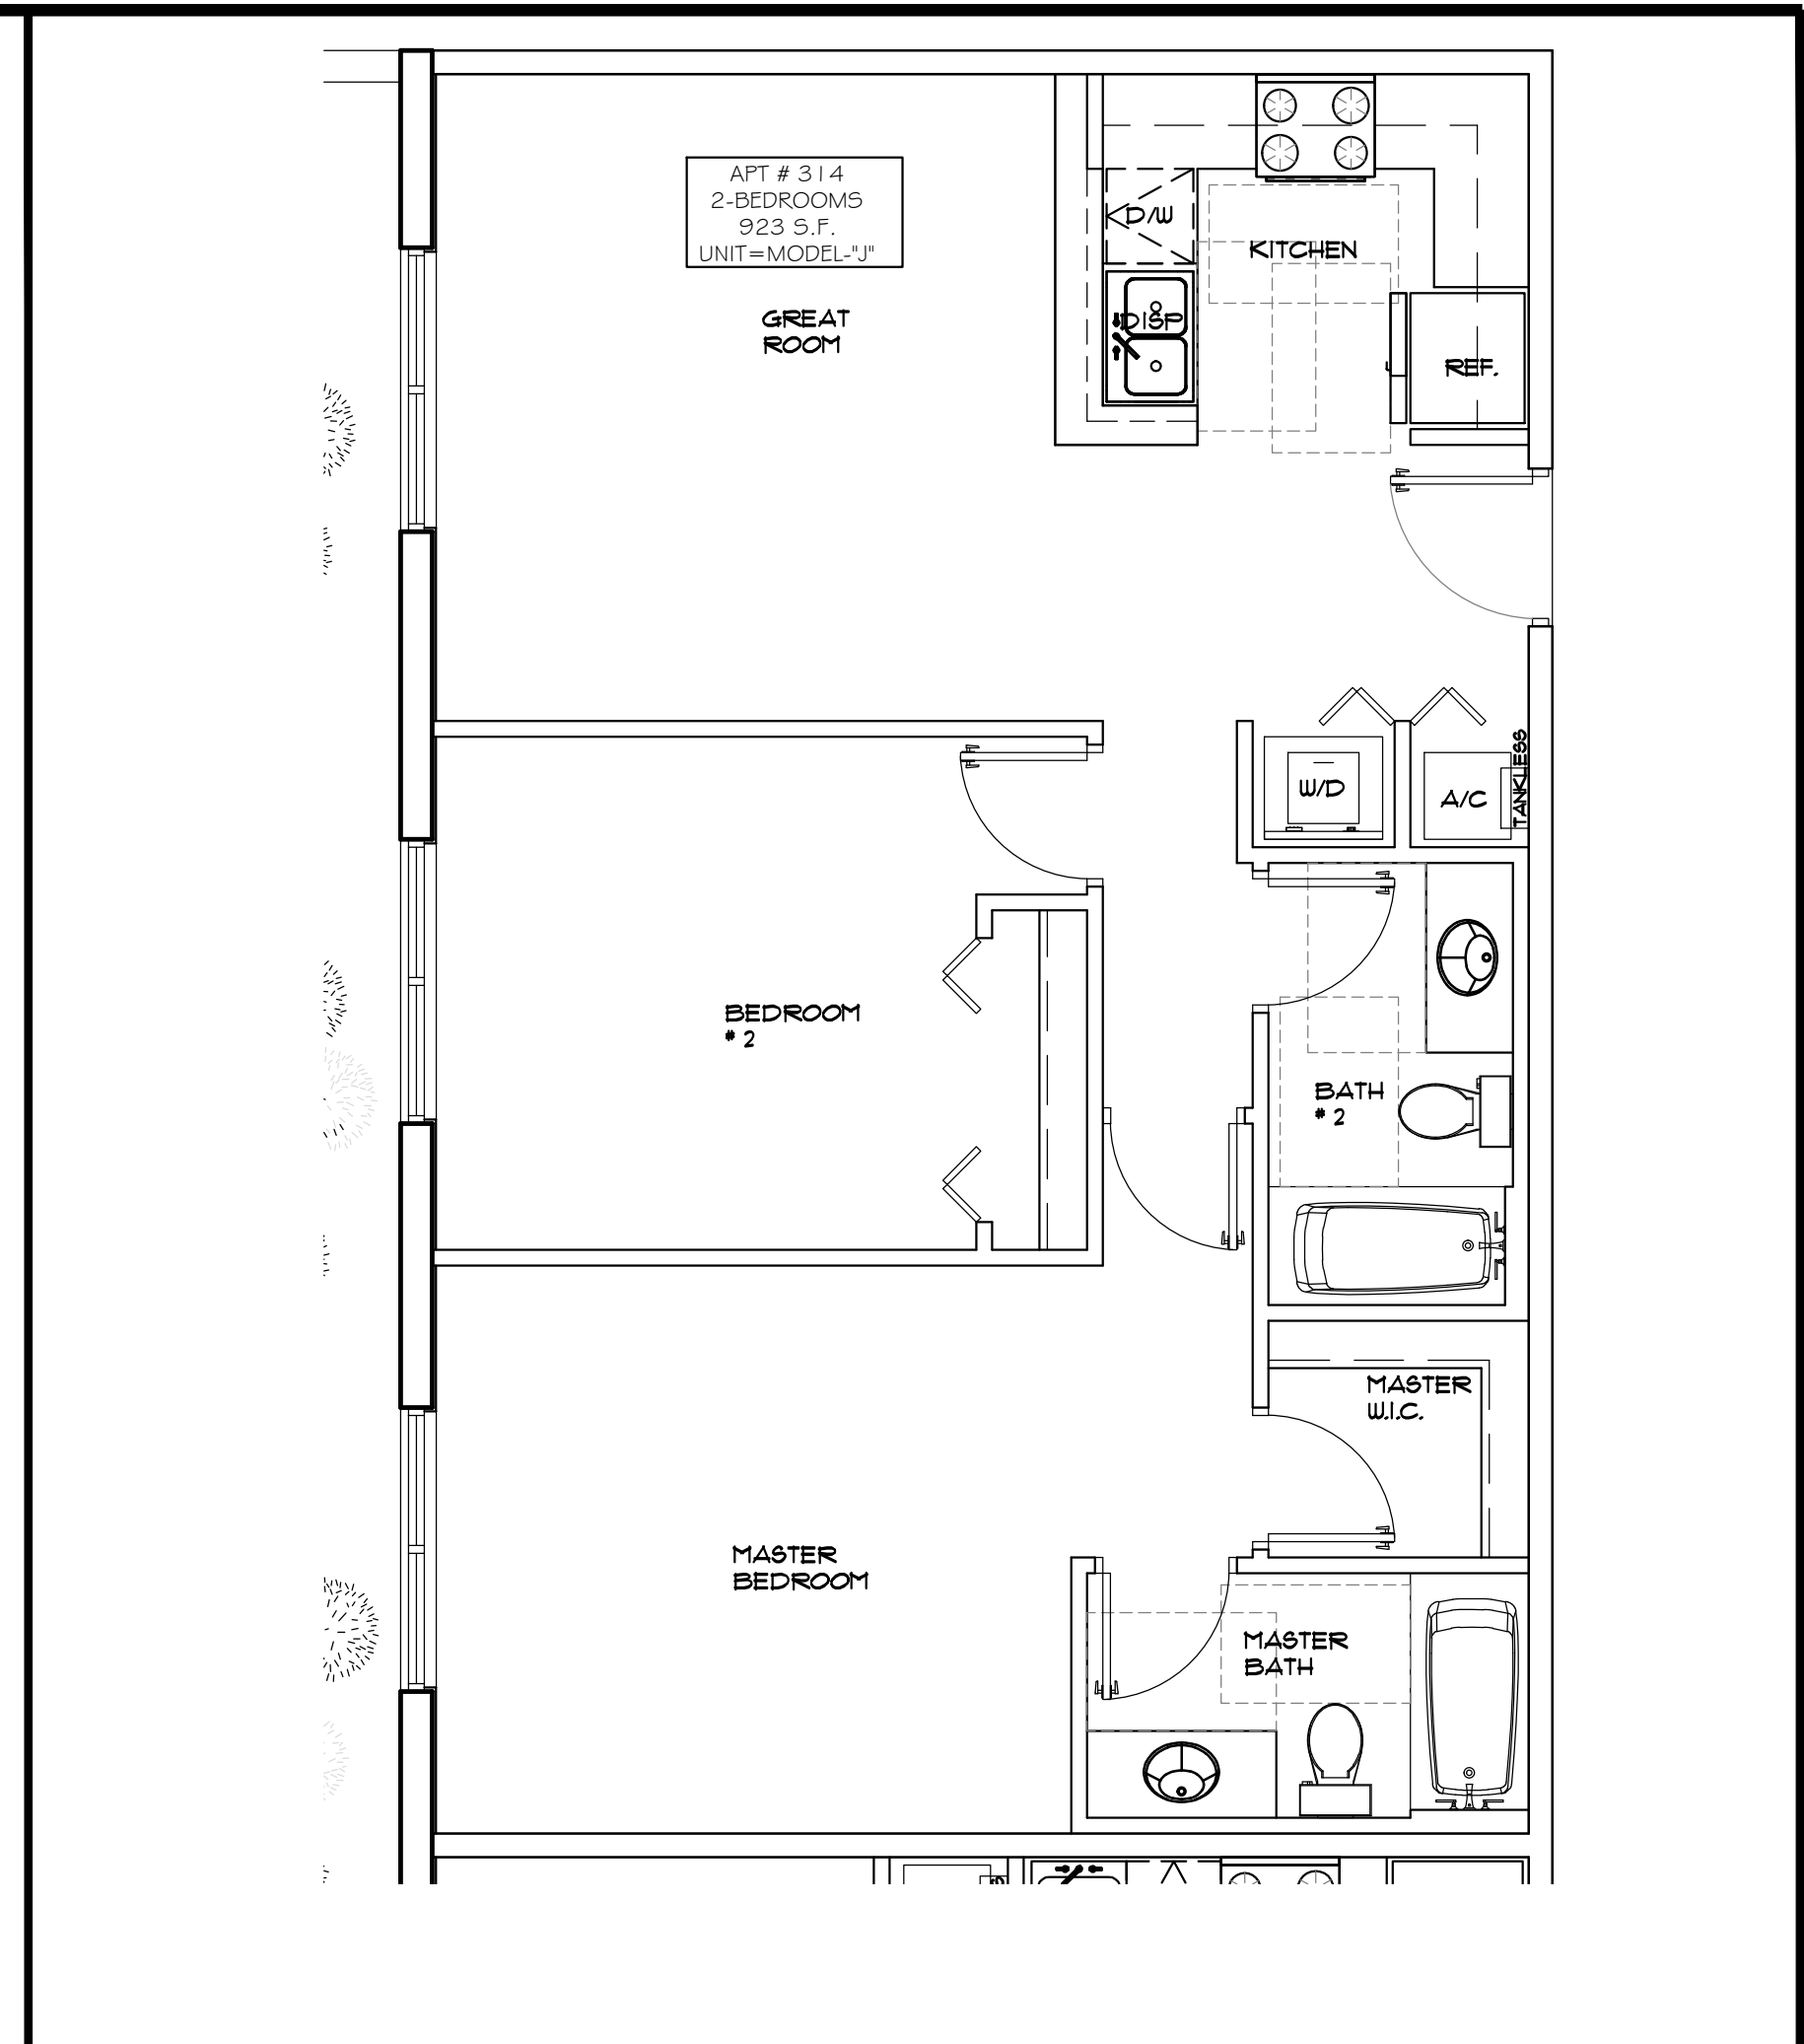 APT # 314
2-BEDROOMS
923 S.F.
UNIT=MODEL-"J"
D/W
KITCHEN
GREAT
ROOM
DISP
REF.
TANKLESS
W/D
A/C
BEDROOM
# 2
BATH
# 2
MASTER
W.I.C.
MASTER
BEDROOM
MASTER
BATH